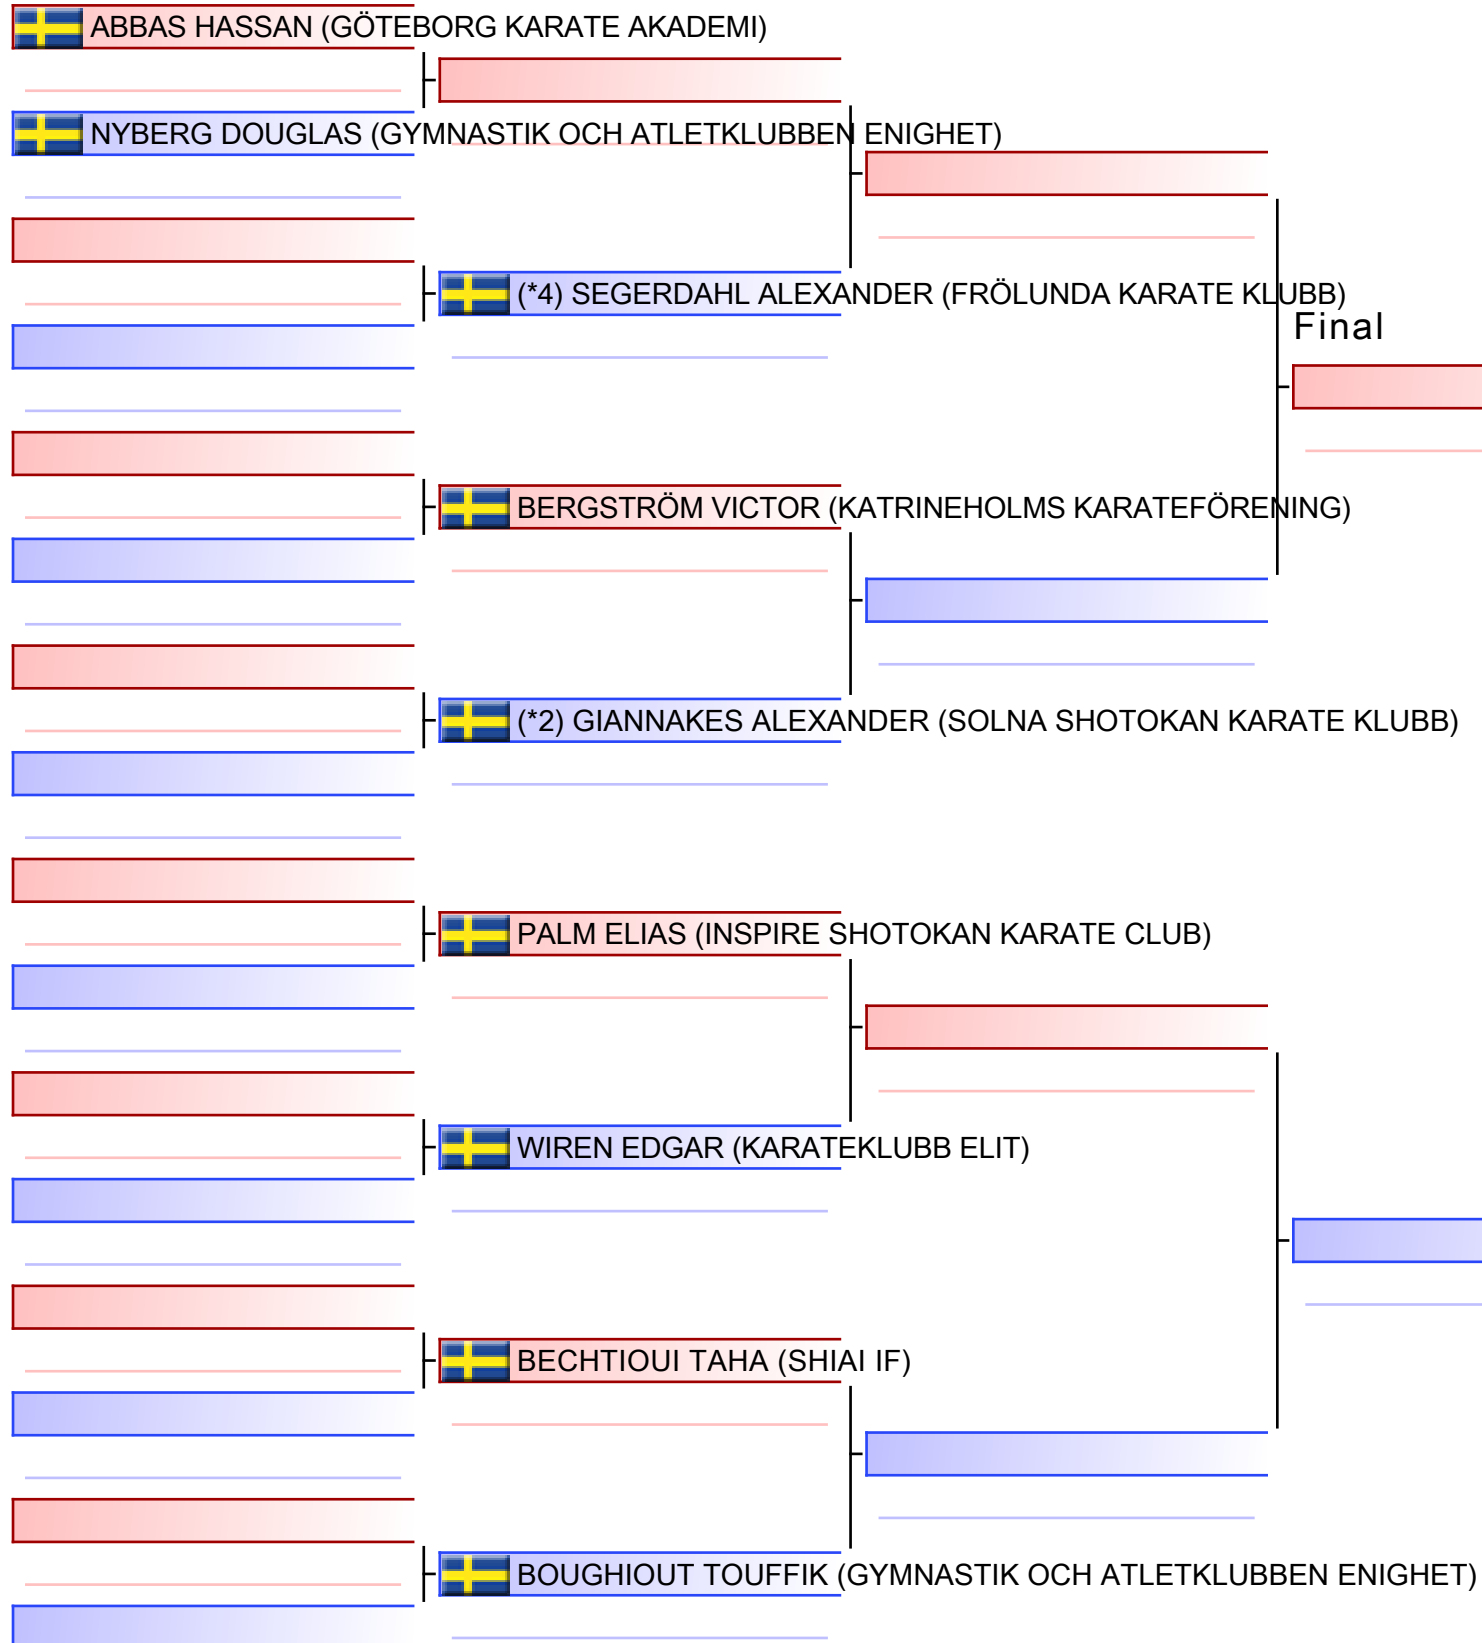 ABBAS HASSAN (GÖTEBORG KARATE AKADEMI)
NYBERG DOUGLAS (GYMNASTIK OCH ATLETKLUBBEN ENIGHET)
(*4) SEGERDAHL ALEXANDER (FRÖLUNDA KARATE KLUBB)
Final
BERGSTRÖM VICTOR (KATRINEHOLMS KARATEFÖRENING)
(*2) GIANNAKES ALEXANDER (SOLNA SHOTOKAN KARATE KLUBB)
PALM ELIAS (INSPIRE SHOTOKAN KARATE CLUB)
WIREN EDGAR (KARATEKLUBB ELIT)
BECHTIOUI TAHA (SHIAI IF)
BOUGHIOUT TOUFFIK (GYMNASTIK OCH ATLETKLUBBEN ENIGHET)